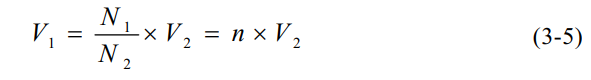 V₁ = N₁/N₂ × V₂ = n × V₂ (3-5)